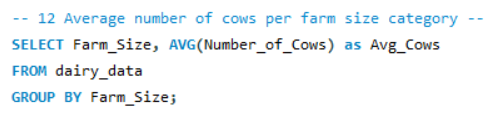 -- 12 Average number of cows per farm size category --
SELECT Farm_Size, AVG(Number_of_Cows) as Avg_Cows
FROM dairy_data
GROUP BY Farm_Size;